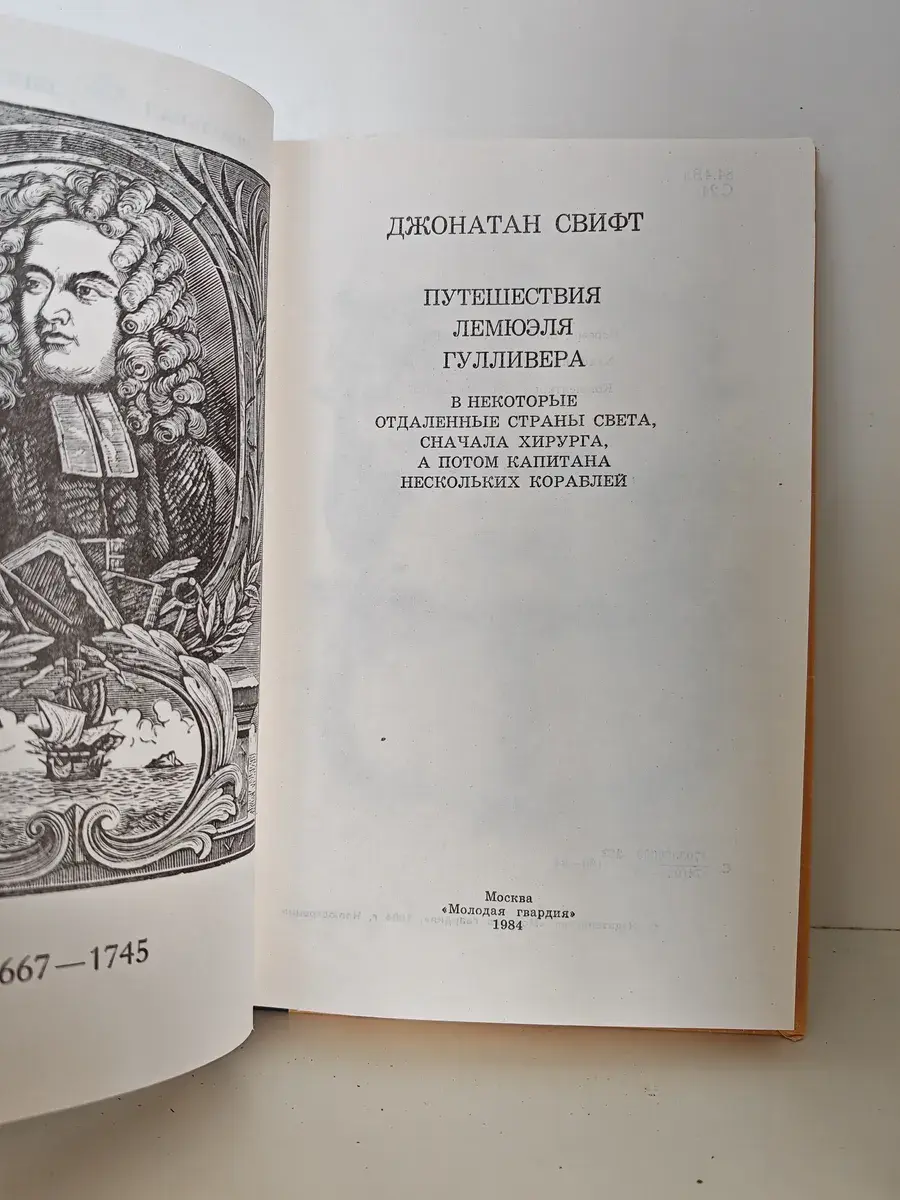 667—1745
ДЖОНАТАН СВИФТ
ПУТЕШЕСТВИЯ
ЛЕМЮЭЛЯ
ГУЛЛИВЕРА
В НЕКОТОРЫЕ
ОТДАЛЕННЫЕ СТРАНЫ СВЕТА,
СНАЧАЛА ХИРУРГА,
А ПОТОМ КАПИТАНА
НЕСКОЛЬКИХ КОРАБЛЕЙ
Москва
«Молодая гвардия»
1984